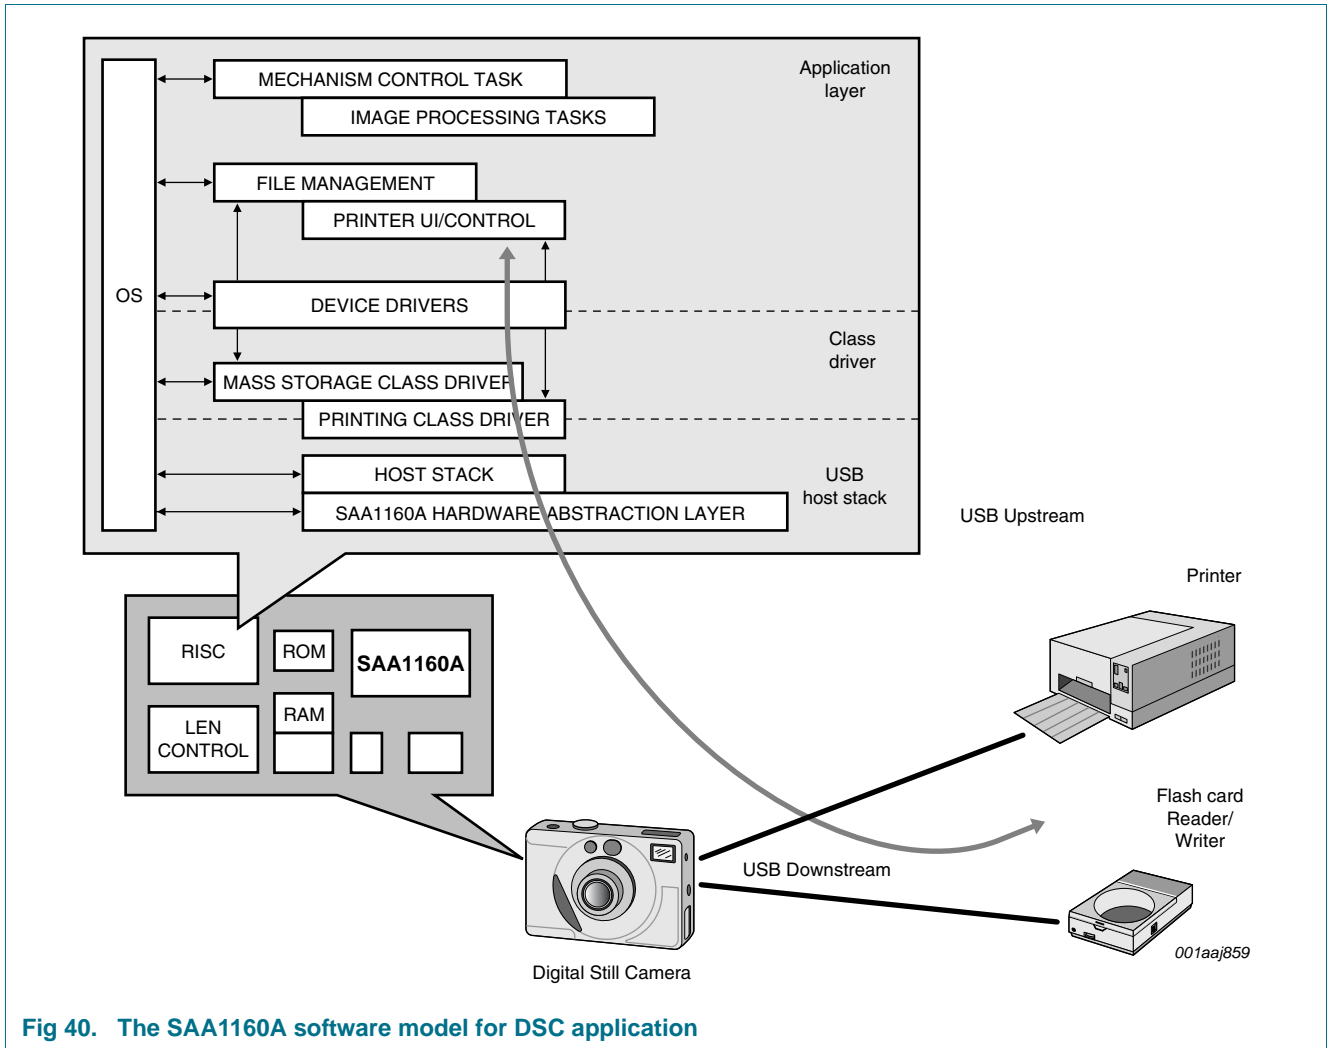 MECHANISM CONTROL TASK
IMAGE PROCESSING TASKS
Application
layer
FILE MANAGEMENT
PRINTER UI/CONTROL
OS
DEVICE DRIVERS
Class
driver
MASS STORAGE CLASS DRIVER
PRINTING CLASS DRIVER
HOST STACK
USB
host stack
SAA1160A HARDWARE ABSTRACTION LAYER
USB Upstream
Printer
RISC
ROM
SAA1160A
RAM
LEN
CONTROL
Flash card
Reader/
Writer
USB Downstream
001aaj859
Digital Still Camera
Fig 40. The SAA1160A software model for DSC application